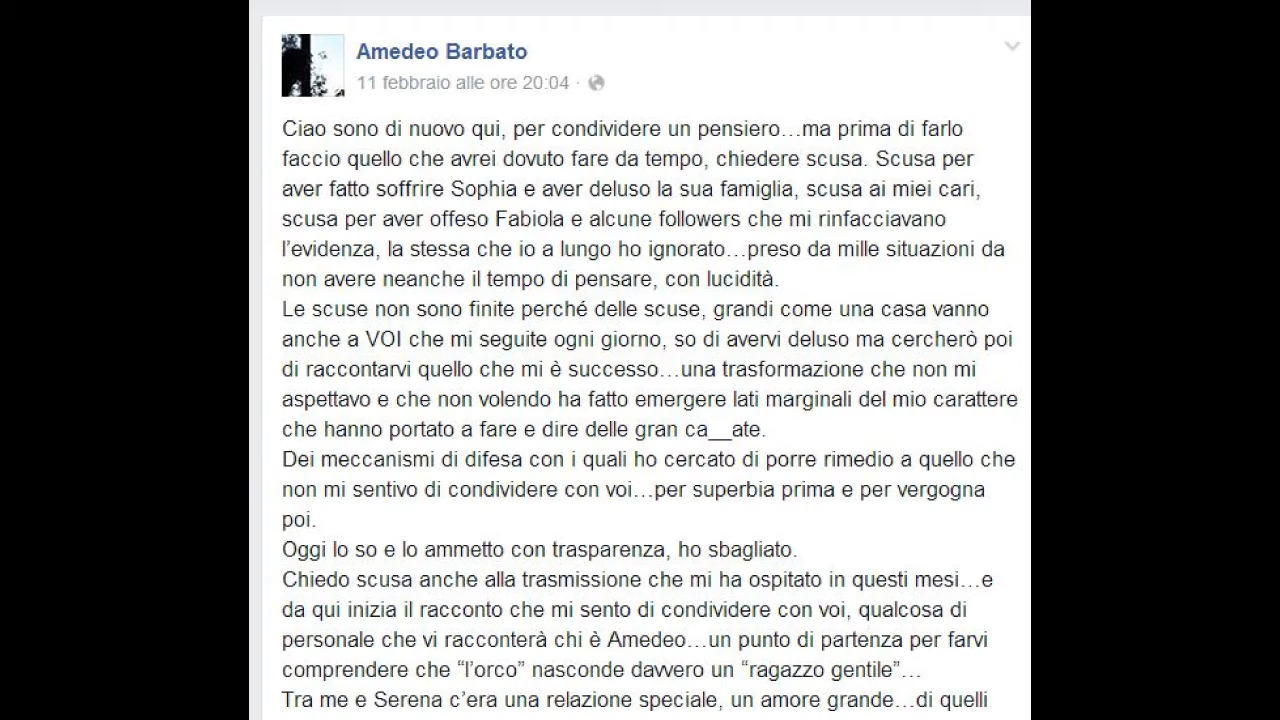 Amedeo Barbato
11 febbraio alle ore 20:04 ·
Ciao sono di nuovo qui, per condividere un pensiero…ma prima di farlo
faccio quello che avrei dovuto fare da tempo, chiedere scusa. Scusa per
aver fatto soffrire Sophia e aver deluso la sua famiglia, scusa ai miei cari,
scusa per aver offeso Fabiola e alcune followers che mi rinfacciavano
l’evidenza, la stessa che io a lungo ho ignorato…preso da mille situazioni da
non avere neanche il tempo di pensare, con lucidità.
Le scuse non sono finite perché delle scuse, grandi come una casa vanno
anche a VOI che mi seguite ogni giorno, so di avervi deluso ma cercherò poi
di raccontarvi quello che mi è successo…una trasformazione che non mi
aspettavo e che non volendo ha fatto emergere lati marginali del mio carattere
che hanno portato a fare e dire delle gran ca__ate.
Dei meccanismi di difesa con i quali ho cercato di porre rimedio a quello che
non mi sentivo di condividere con voi…per superbia prima e per vergogna
poi.
Oggi lo so e lo ammetto con trasparenza, ho sbagliato.
Chiedo scusa anche alla trasmissione che mi ha ospitato in questi mesi…e
da qui inizia il racconto che mi sento di condividere con voi, qualcosa di
personale che vi racconterà chi è Amedeo…un punto di partenza per farvi
comprendere che “l’orco” nasconde davvero un “ragazzo gentile”…
Tra me e Serena c’era una relazione speciale, un amore grande…di quelli